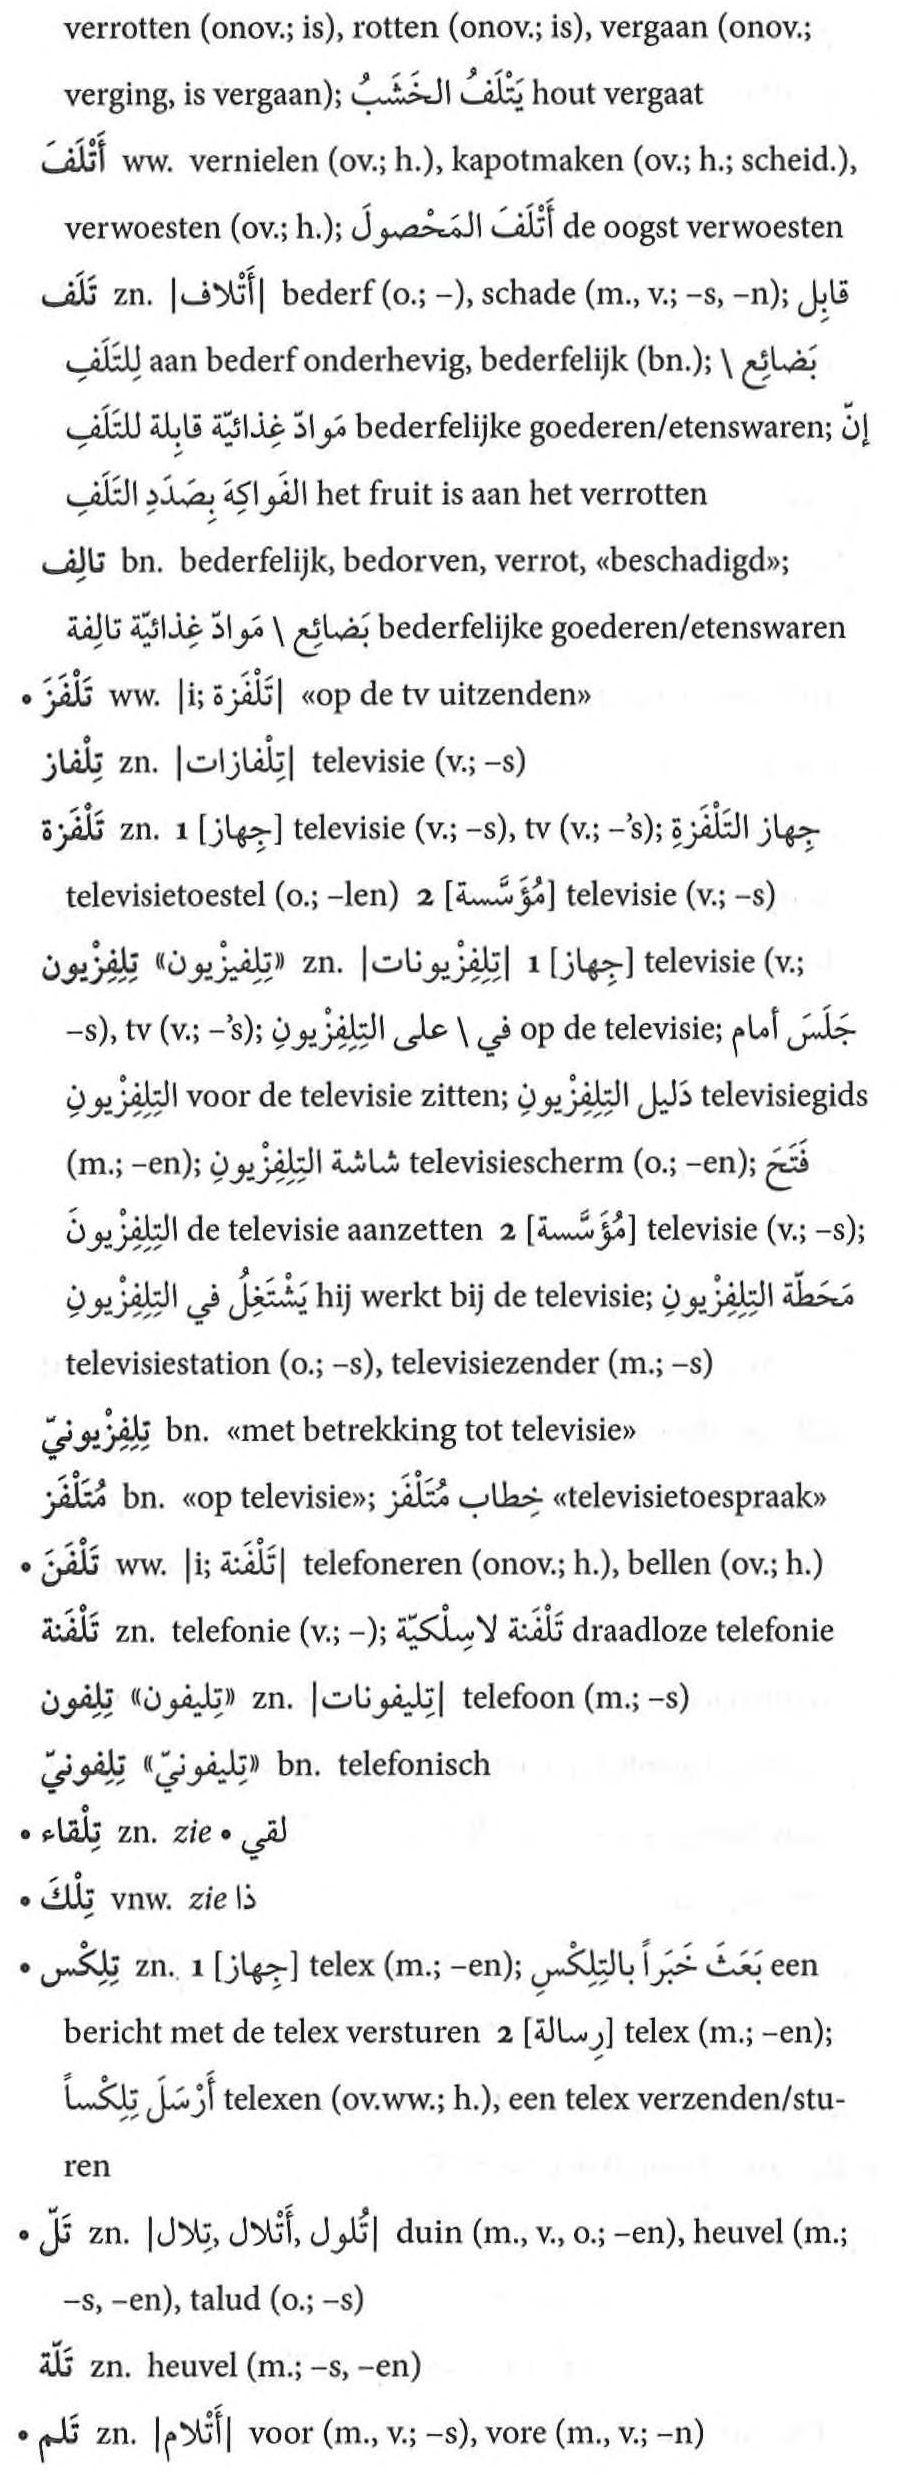 verrotten (onov.; is), rotten (onov.; is), vergaan (onov.;
verging, is vergaan); يَتْلَفُ الخَشَبُ hout vergaat
أَتْلَفَ ww. vernielen (ov.; h.), kapotmaken (ov.; h.; scheid.),
verwoesten (ov.; h.); أَتْلَفَ المَحْصولَ de oogst verwoesten
تَلَف zn. |أَتْلاف| bederf (o.; –), schade (m., v.; –s, –n); قابِل
لِلتَلَفِ aan bederf onderhevig, bederfelijk (bn.); بَضائِع \
مَوادّ غِذائيّة قابِلة للتَلَفِ bederfelijke goederen/etenswaren; إنّ
الفَواكِهَ بِصَدَدِ التَلَفِ het fruit is aan het verrotten
تالِف bn. bederfelijk, bedorven, verrot, «beschadigd»;
بَضائِع \ مَوادّ غِذائيّة تالِفة bederfelijke goederen/etenswaren
• تَلْفَزَ ww. |i; تَلْفَزة| «op de tv uitzenden»
تِلْفاز zn. |تِلْفازات| televisie (v.; –s)
تَلْفَزة zn. 1 [جِهاز] televisie (v.; –s), tv (v.; –’s); جِهاز التَلْفَزةِ
televisietoestel (o.; –len) 2 [مُؤَسَّسة] televisie (v.; –s)
تِلِفِزْيون «تِلِفيزْيون» zn. |تِلِفِزْيونات| 1 [جِهاز] televisie (v.;
–s), tv (v.; –’s); في \ على التِلِفِزْيونِ op de televisie; جَلَسَ أمام
التِلِفِزْيونِ voor de televisie zitten; دَليل التِلِفِزْيونِ televisiegids
(m.; –en); شاشة التِلِفِزْيونِ televisiescherm (o.; –en); فَتَحَ
التِلِفِزْيونَ de televisie aanzetten 2 [مُؤَسَّسة] televisie (v.; –s);
يَشْتَغِلُ في التِلِفِزْيونِ hij werkt bij de televisie; مَحَطّة التِلِفِزْيونِ
televisiestation (o.; –s), televisiezender (m.; –s)
تِلِفِزْيونيّ bn. «met betrekking tot televisie»
مُتَلْفَز bn. «op televisie»; خِطاب مُتَلْفَز «televisietoespraak»
• تَلْفَنَ ww. |i; تَلْفَنة| telefoneren (onov.; h.), bellen (ov.; h.)
تَلْفَنة zn. telefonie (v.; –); تَلْفَنة لاسِلْكيّة draadloze telefonie
تِلِفون «تِليفون» zn. |تِليفونات| telefoon (m.; –s)
تِلِفونيّ «تِليفونيّ» bn. telefonisch
• تِلْقاء zn. zie • لقي
• تِلْكَ vnw. zie ذا
• تِلِكْس zn. 1 [جِهاز] telex (m.; –en); بَعَثَ خَبَراً بالتِلِكْسِ een
bericht met de telex versturen 2 [رِسالة] telex (m.; –en);
أَرْسَلَ تِلِكْساً telexen (ov.ww.; h.), een telex verzenden/stu-
ren
• تَلّ zn. |تُلول, أَتْلال, تِلال| duin (m., v., o.; –en), heuvel (m.;
–s, –en), talud (o.; –s)
تَلّة zn. heuvel (m.; –s, –en)
• تَلم zn. |أَتْلام| voor (m., v.; –s), vore (m., v.; –n)